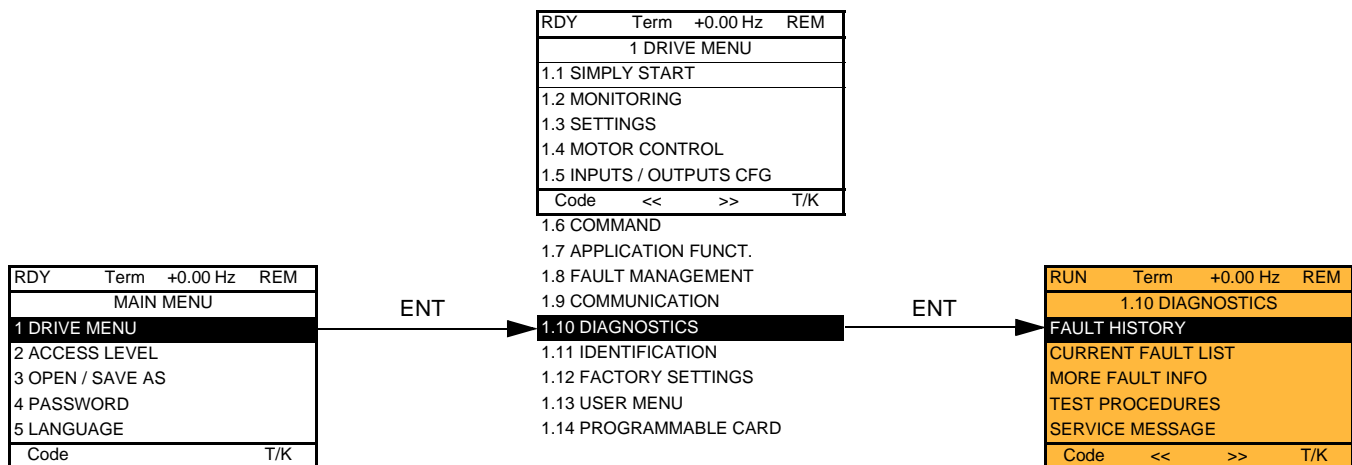 RDY Term +0.00 Hz REM
MAIN MENU
1 DRIVE MENU
2 ACCESS LEVEL
3 OPEN / SAVE AS
4 PASSWORD
5 LANGUAGE
Code T/K
ENT
RDY Term +0.00 Hz REM
1 DRIVE MENU
1.1 SIMPLY START
1.2 MONITORING
1.3 SETTINGS
1.4 MOTOR CONTROL
1.5 INPUTS / OUTPUTS CFG
Code << >> T/K
1.6 COMMAND
1.7 APPLICATION FUNCT.
1.8 FAULT MANAGEMENT
1.9 COMMUNICATION
1.10 DIAGNOSTICS
1.11 IDENTIFICATION
1.12 FACTORY SETTINGS
1.13 USER MENU
1.14 PROGRAMMABLE CARD
ENT
RUN Term +0.00 Hz REM
1.10 DIAGNOSTICS
FAULT HISTORY
CURRENT FAULT LIST
MORE FAULT INFO
TEST PROCEDURES
SERVICE MESSAGE
Code << >> T/K